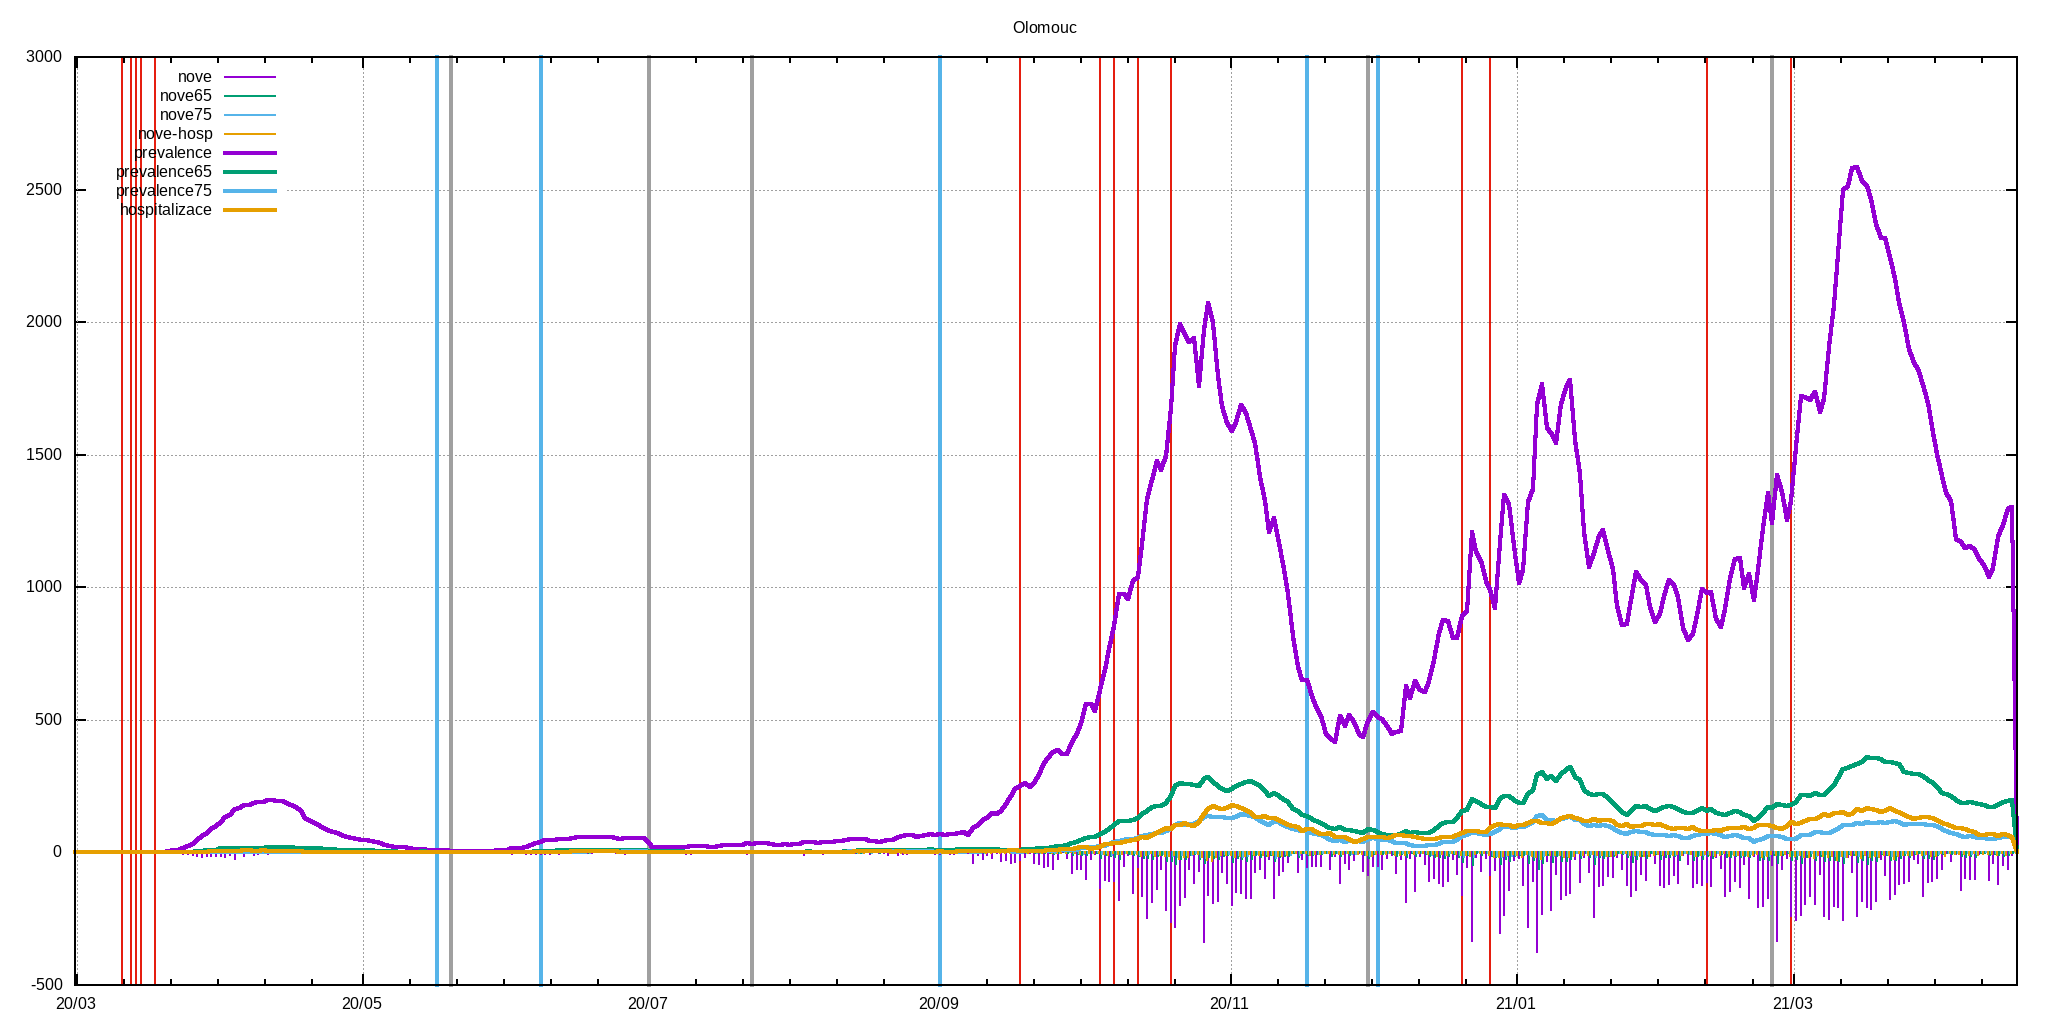 Olomouc
3000
2500
2000
1500
1000
500
0
-500
nove
nove65
nove75
nove-hosp
prevalence
prevalence65
prevalence75
hospitalizace
20/03
20/05
20/07
20/09
20/11
21/01
21/03